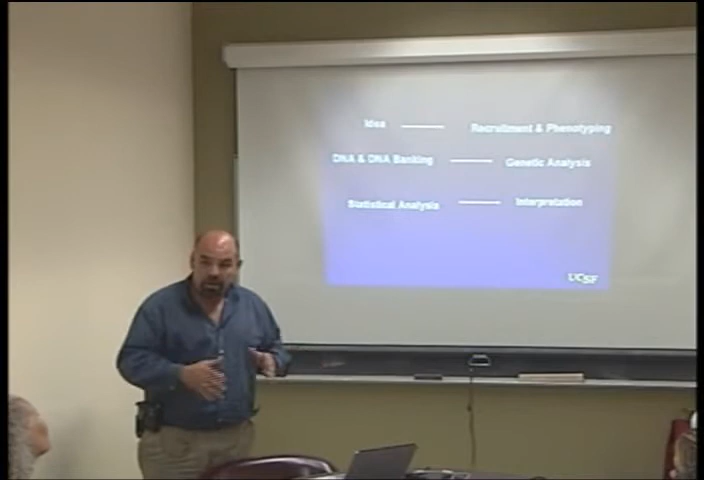 Idea — Recruitment & Phenotyping
DNA & DNA Banking — Genetic Analysis
Statistical Analysis — Interpretation
UCSF